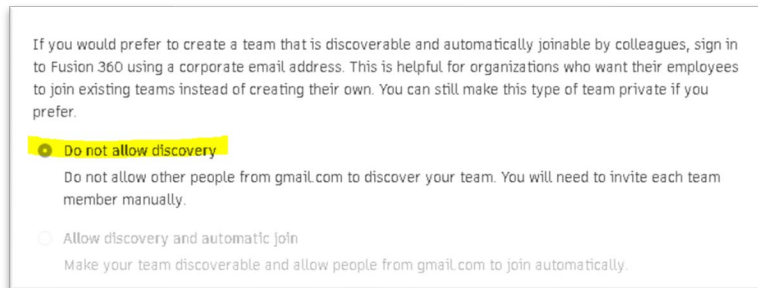 If you would prefer to create a team that is discoverable and automatically joinable by colleagues, sign in
to Fusion 360 using a corporate email address. This is helpful for organizations who want their employees
to join existing teams instead of creating their own. You can still make this type of team private if you
prefer.
Do not allow discovery
Do not allow other people from gmail.com to discover your team. You will need to invite each team
member manually.
Allow discovery and automatic join
Make your team discoverable and allow people from gmail.com to join automatically.